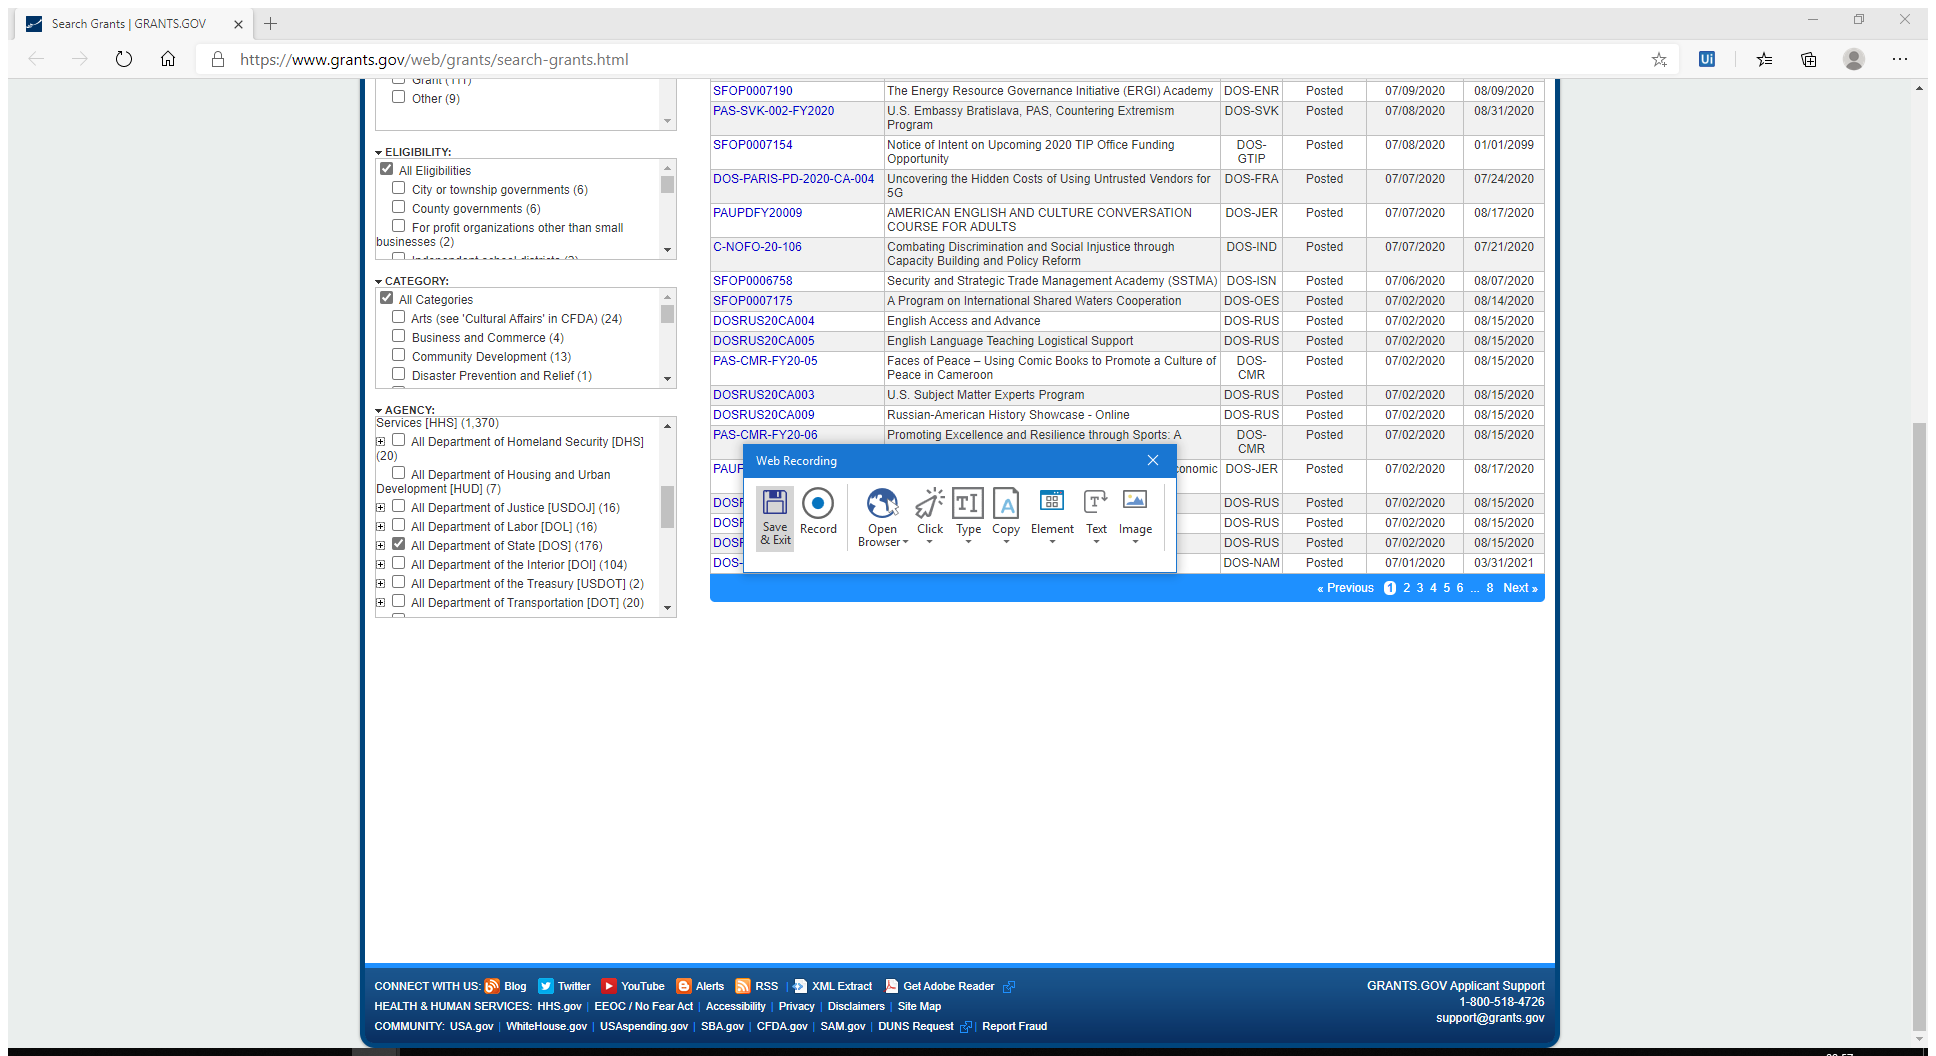 Search Grants | GRANTS.GOV
https://www.grants.gov/web/grants/search-grants.html
Ui
Grant (111)
Other (9)
ELIGIBILITY:
All Eligibilities
City or township governments (6)
County governments (6)
For profit organizations other than small
businesses (2)
CATEGORY:
All Categories
Arts (see 'Cultural Affairs' in CFDA) (24)
Business and Commerce (4)
Community Development (13)
Disaster Prevention and Relief (1)
AGENCY:
Services [HHS] (1,370)
All Department of Homeland Security [DHS]
(20)
All Department of Housing and Urban
Development [HUD] (7)
All Department of Justice [USDOJ] (16)
All Department of Labor [DOL] (16)
All Department of State [DOS] (176)
All Department of the Interior [DOI] (104)
All Department of the Treasury [USDOT] (2)
All Department of Transportation [DOT] (20)
SFOP0007190 The Energy Resource Governance Initiative (ERGI) Academy DOS-ENR Posted 07/09/2020 08/09/2020
PAS-SVK-002-FY2020 U.S. Embassy Bratislava, PAS, Countering Extremism DOS-SVK Posted 07/08/2020 08/31/2020
Program
SFOP0007154 Notice of Intent on Upcoming 2020 TIP Office Funding DOS- Posted 07/08/2020 01/01/2099
Opportunity GTIP
DOS-PARIS-PD-2020-CA-004 Uncovering the Hidden Costs of Using Untrusted Vendors for DOS-FRA Posted 07/07/2020 07/24/2020
5G
PAUPDFY20009 AMERICAN ENGLISH AND CULTURE CONVERSATION DOS-JER Posted 07/07/2020 08/17/2020
COURSE FOR ADULTS
C-NOFO-20-106 Combating Discrimination and Social Injustice through DOS-IND Posted 07/07/2020 07/21/2020
Capacity Building and Policy Reform
SFOP0006758 Security and Strategic Trade Management Academy (SSTMA) DOS-ISN Posted 07/06/2020 08/07/2020
SFOP0007175 A Program on International Shared Waters Cooperation DOS-OES Posted 07/02/2020 08/14/2020
DOSRUS20CA004 English Access and Advance DOS-RUS Posted 07/02/2020 08/15/2020
DOSRUS20CA005 English Language Teaching Logistical Support DOS-RUS Posted 07/02/2020 08/15/2020
PAS-CMR-FY20-05 Faces of Peace – Using Comic Books to Promote a Culture of DOS- Posted 07/02/2020 08/15/2020
Peace in Cameroon CMR
DOSRUS20CA003 U.S. Subject Matter Experts Program DOS-RUS Posted 07/02/2020 08/15/2020
DOSRUS20CA009 Russian-American History Showcase - Online DOS-RUS Posted 07/02/2020 08/15/2020
PAS-CMR-FY20-06 Promoting Excellence and Resilience through Sports: A DOS- Posted 07/02/2020 08/15/2020
CMR
DOS-JER Posted 07/02/2020 08/17/2020
DOS-RUS Posted 07/02/2020 08/15/2020
DOS-RUS Posted 07/02/2020 08/15/2020
DOS-RUS Posted 07/02/2020 08/15/2020
DOS- DOS-NAM Posted 07/01/2020 03/31/2021
Web Recording
Save
& Exit
Record
Open
Browser
Click
Type
Copy
Element
Text
Image
« Previous 1 2 3 4 5 6 ... 8 Next »
CONNECT WITH US: Blog Twitter YouTube Alerts RSS | XML Extract Get Adobe Reader
HEALTH & HUMAN SERVICES: HHS.gov | EEOC / No Fear Act | Accessibility | Privacy | Disclaimers | Site Map
COMMUNITY: USA.gov | WhiteHouse.gov | USAspending.gov | SBA.gov | CFDA.gov | SAM.gov | DUNS Request | Report Fraud
GRANTS.GOV Applicant Support
1-800-518-4726
support@grants.gov